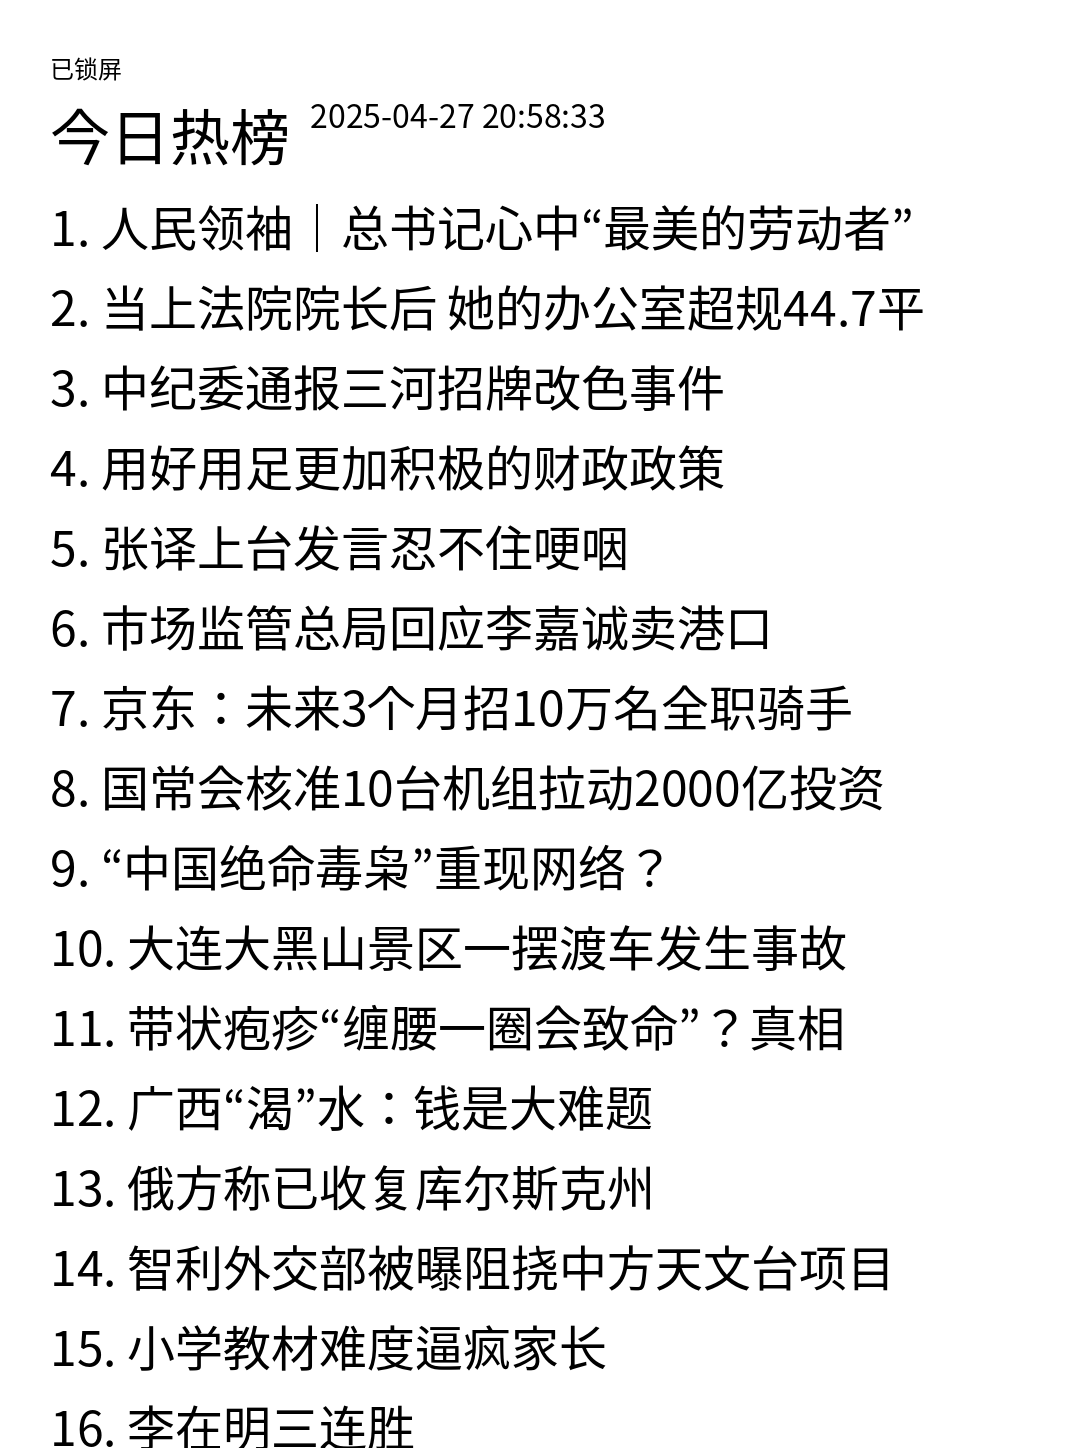 已锁屏
今日热榜 2025-04-27 20:58:33
1. 人民领袖｜总书记心中“最美的劳动者”
2. 当上法院院长后 她的办公室超规44.7平
3. 中纪委通报三河招牌改色事件
4. 用好用足更加积极的财政政策
5. 张译上台发言忍不住哽咽
6. 市场监管总局回应李嘉诚卖港口
7. 京东：未来3个月招10万名全职骑手
8. 国常会核准10台机组拉动2000亿投资
9. “中国绝命毒枭”重现网络？
10. 大连大黑山景区一摆渡车发生事故
11. 带状疱疹“缠腰一圈会致命”？真相
12. 广西“渴”水：钱是大难题
13. 俄方称已收复库尔斯克州
14. 智利外交部被曝阻挠中方天文台项目
15. 小学教材难度逼疯家长
16. 李在明三连胜